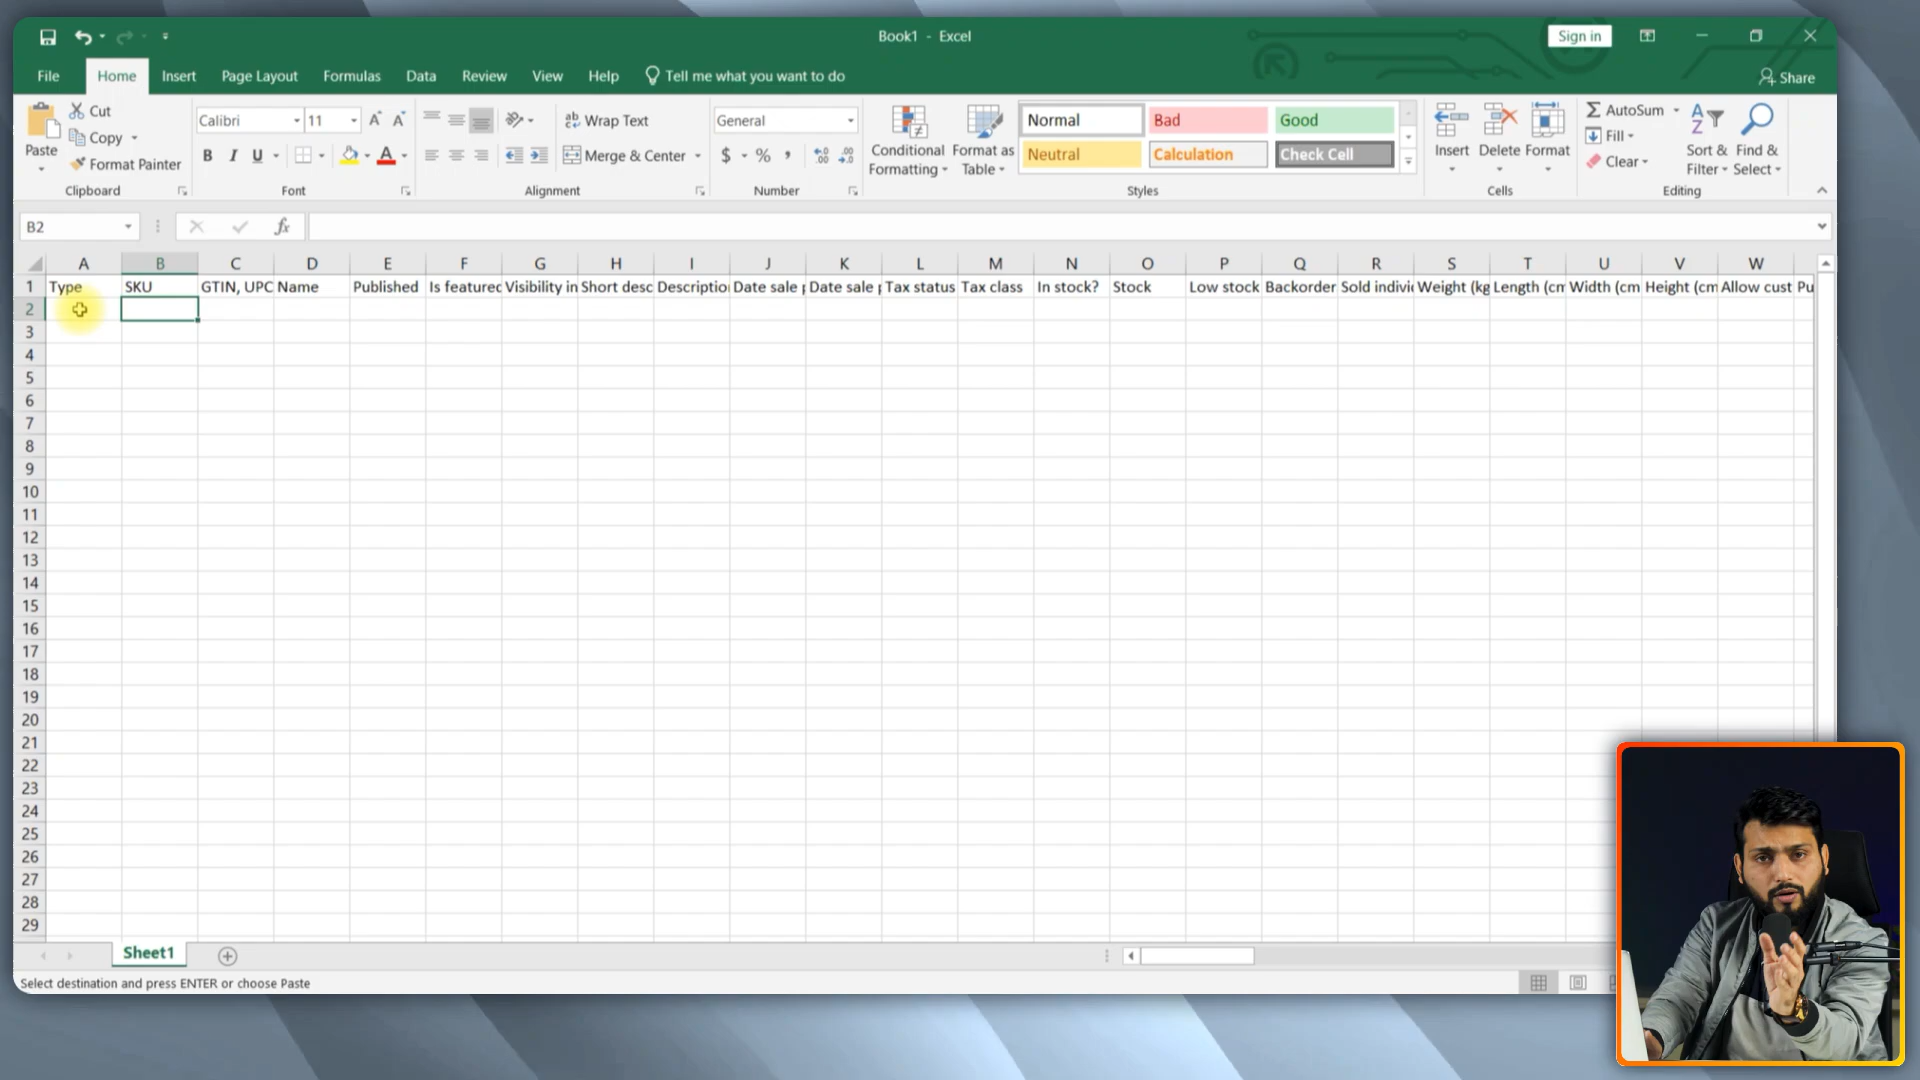 Book1 - Excel
Sign in
File Home Insert Page Layout Formulas Data Review View Help Tell me what you want to do
Share
Paste
Cut
Copy
Format Painter
Clipboard
Calibri 11
B I U
Font
Wrap Text
Merge & Center
Alignment
General
$ % ,
Number
Conditional Formatting
Format as Table
Normal Bad Good
Neutral Calculation Check Cell
Styles
Insert Delete Format
Cells
AutoSum
Fill
Clear
Sort & Filter
Find & Select
Editing
B2 fx
A B C D E F G H I J K L M N O P Q R S T U V W
1 Type SKU GTIN, UPC Name Published Is featured Visibility in Short desc Descriptio Date sale p Date sale p Tax status Tax class In stock? Stock Low stock Backorder Sold indivi Weight (kg Length (cm Width (cm Height (cm Allow cust Pu
2
3
4
5
6
7
8
9
10
11
12
13
14
15
16
17
18
19
20
21
22
23
24
25
26
27
28
29
Sheet1
Select destination and press ENTER or choose Paste